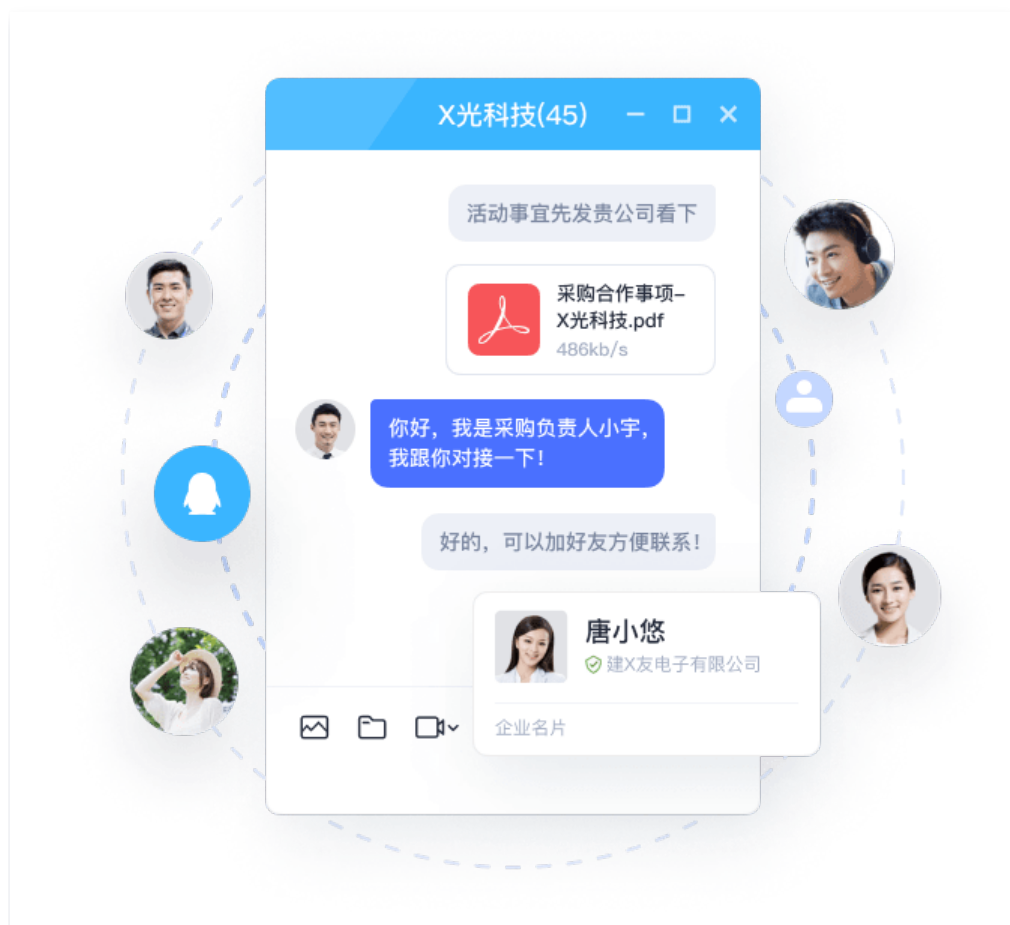 X光科技(45)
活动事宜先发贵公司看下
采购合作事项-
X光科技.pdf
486kb/s
你好，我是采购负责人小宇，
我跟你对接一下！
好的，可以加好友方便联系！
唐小悠
建X友电子有限公司
企业名片